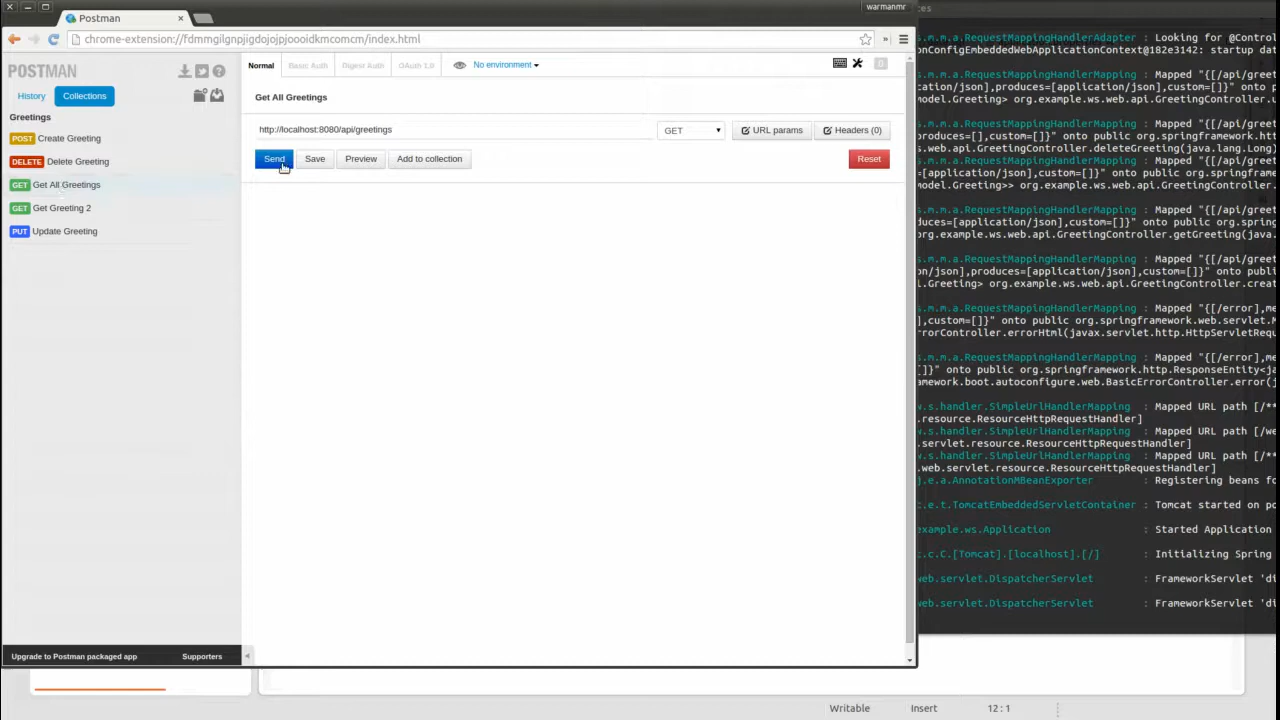 warmanmr
Postman
chrome-extension://fdmmgilgnpjigdojojpjoooidkmcomcm/index.html
POSTMAN
History
Collections
Greetings
POST Create Greeting
DELETE Delete Greeting
GET Get All Greetings
GET Get Greeting 2
PUT Update Greeting
Upgrade to Postman packaged app
Supporters
Normal
Basic Auth
Digest Auth
OAuth 1.0
No environment
0
Get All Greetings
http://localhost:8080/api/greetings
GET
URL params
Headers (0)
Send
Save
Preview
Add to collection
Reset
s.m.m.a.RequestMappingHandlerAdapter : Looking for @Contro
onConfigEmbeddedWebApplicationContext@182e3142: startup dat
s.m.m.a.RequestMappingHandlerMapping : Mapped "{[/api/greet
cation/json],produces=[application/json],custom=[]}" onto p
model.Greeting> org.example.ws.web.api.GreetingController.u
s.m.m.a.RequestMappingHandlerMapping : Mapped "{[/api/greet
produces=[],custom=[]}" onto public org.springframework.htt
.GreetingController.deleteGreeting(java.lang.Long)
s.m.m.a.RequestMappingHandlerMapping : Mapped "{[/api/greet
cation/json],custom=[]}" onto public org.springframework
model.Greeting>> org.example.ws.web.api.GreetingController.
s.m.m.a.RequestMappingHandlerMapping : Mapped "{[/api/greet
duces=[application/json],custom=[]}" onto public org.spring
org.example.ws.web.api.GreetingController.getGreeting(java.
s.m.m.a.RequestMappingHandlerMapping : Mapped "{[/api/greet
on/json],produces=[application/json],custom=[]}" onto publi
.Greeting> org.example.ws.web.api.GreetingController.creat
s.m.m.a.RequestMappingHandlerMapping : Mapped "{[/error],me
],custom=[]}" onto public org.springframework.web.servlet.M
rorController.errorHtml(javax.servlet.http.HttpServletRequ
s.m.m.a.RequestMappingHandlerMapping : Mapped "{[/error],me
[]}" onto public org.springframework.http.ResponseEntity<ja
amework.boot.autoconfigure.web.BasicErrorController.error(j
w.s.handler.SimpleUrlHandlerMapping : Mapped URL path [/**
.resource.ResourceHttpRequestHandler]
w.s.handler.SimpleUrlHandlerMapping : Mapped URL path [/we
.servlet.resource.ResourceHttpRequestHandler]
w.s.handler.SimpleUrlHandlerMapping : Mapped URL path [/**
.web.servlet.resource.ResourceHttpRequestHandler]
j.e.a.AnnotationMBeanExporter : Registering beans fo
c.e.t.TomcatEmbeddedServletContainer : Tomcat started on po
example.ws.Application : Started Application
c.c.C.[Tomcat].[localhost].[/] : Initializing Spring
web.servlet.DispatcherServlet : FrameworkServlet 'di
web.servlet.DispatcherServlet : FrameworkServlet 'di
Writable
Insert
12 : 1